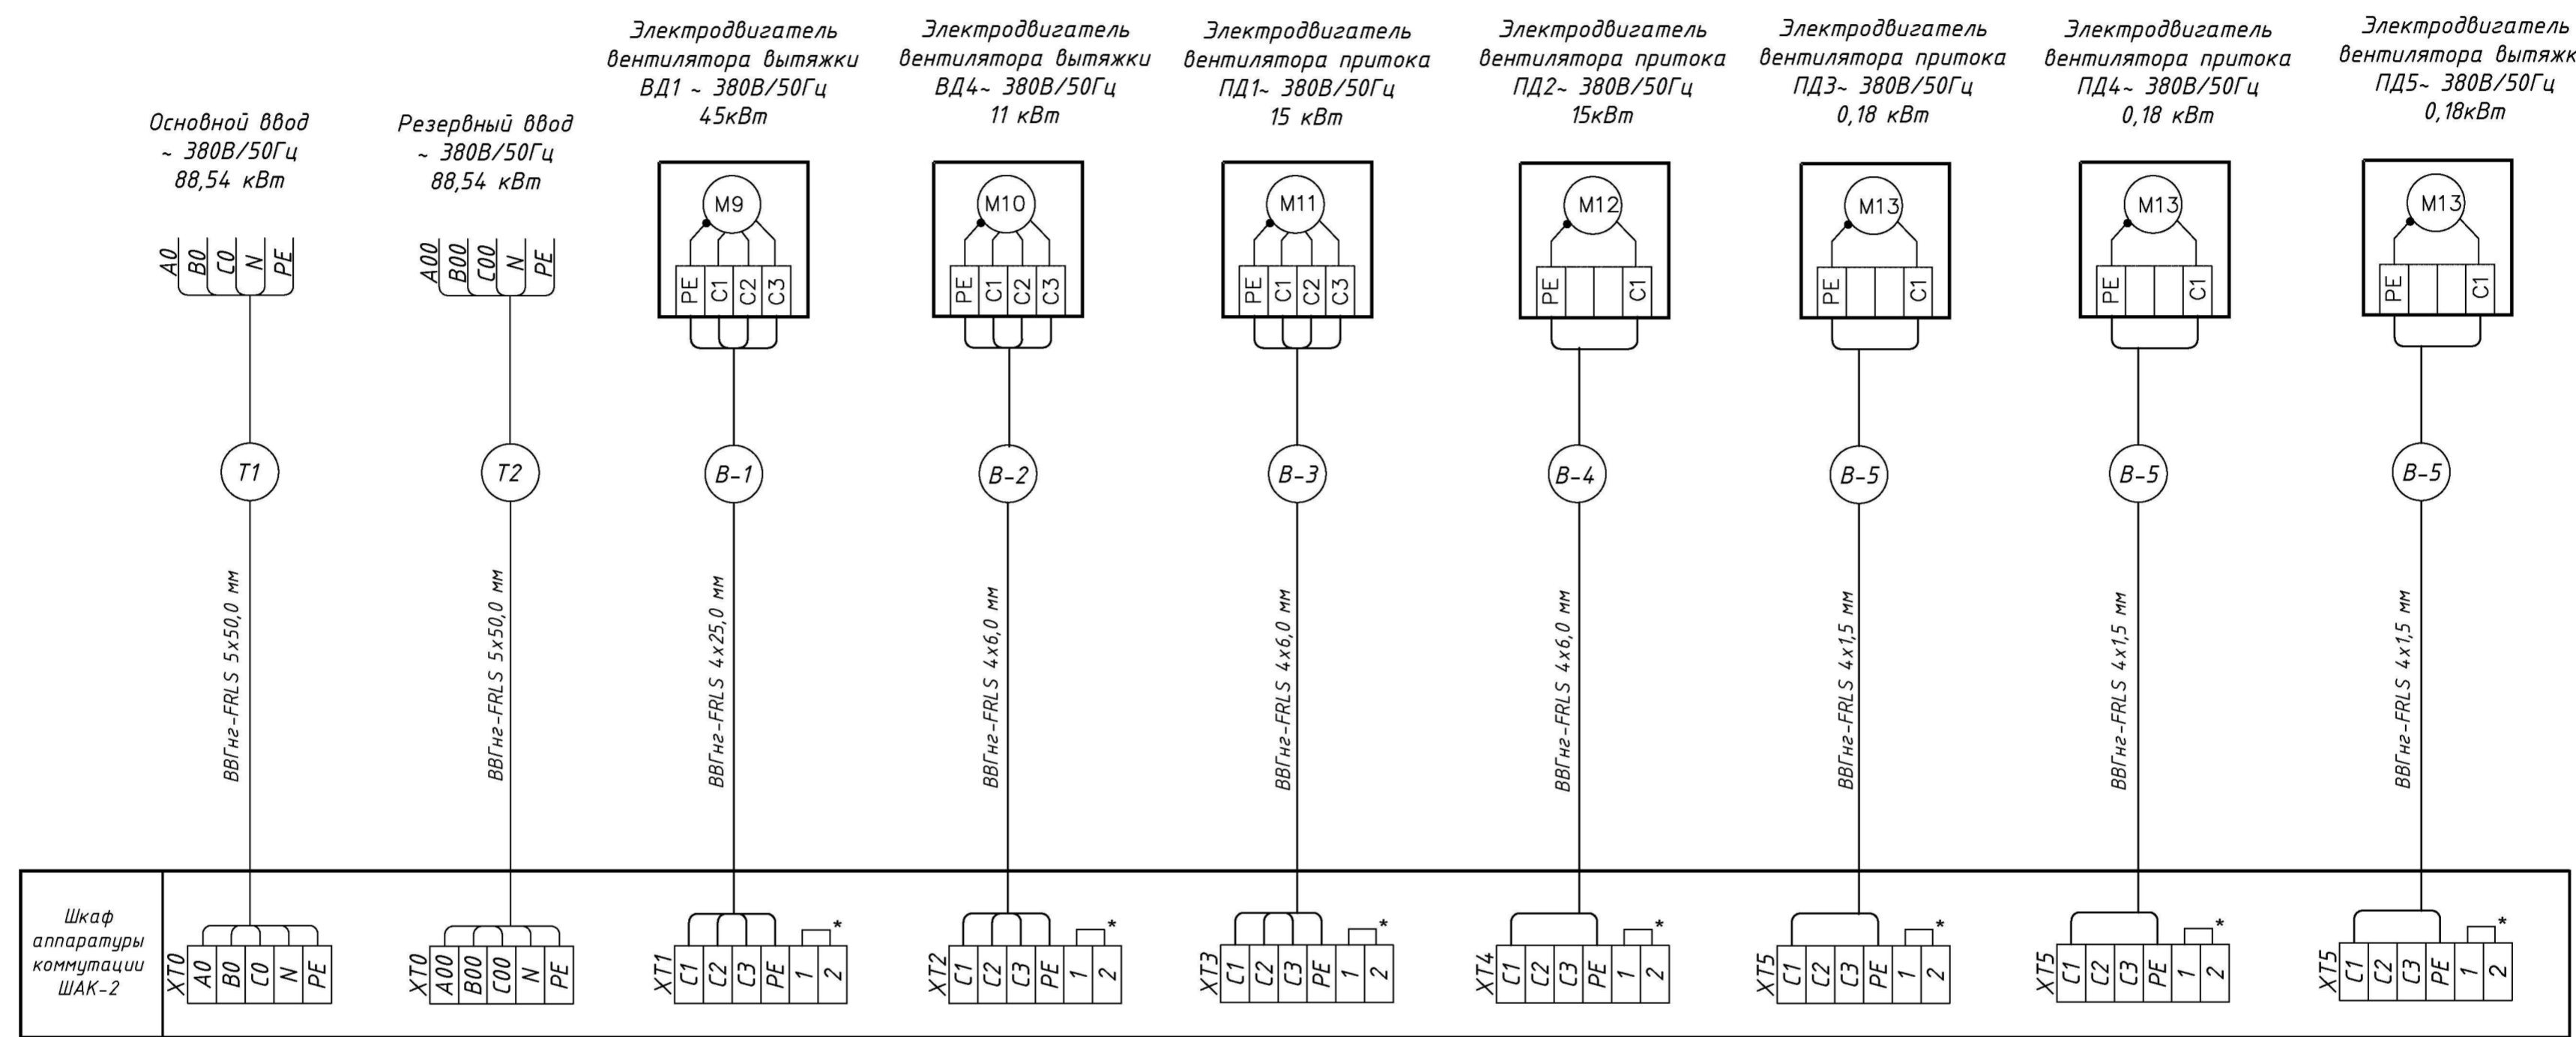 Основной ввод
~ 380В/50Гц
88,54 кВт
A0
B0
C0
N
PE
T1
ВВГнг-FRLS 5x50,0 мм
Резервный ввод
~ 380В/50Гц
88,54 кВт
A00
B00
C00
N
PE
T2
ВВГнг-FRLS 5x50,0 мм
Электродвигатель
вентилятора вытяжки
ВД1 ~ 380В/50Гц
45кВт
M9
PE C1 C2 C3
В-1
ВВГнг-FRLS 4x25,0 мм
Электродвигатель
вентилятора вытяжки
ВД4~ 380В/50Гц
11 кВт
M10
PE C1 C2 C3
В-2
ВВГнг-FRLS 4x6,0 мм
Электродвигатель
вентилятора притока
ПД1~ 380В/50Гц
15 кВт
M11
PE C1 C2 C3
В-3
ВВГнг-FRLS 4x6,0 мм
Электродвигатель
вентилятора притока
ПД2~ 380В/50Гц
15кВт
M12
PE C1
В-4
ВВГнг-FRLS 4x6,0 мм
Электродвигатель
вентилятора притока
ПД3~ 380В/50Гц
0,18 кВт
M13
PE C1
В-5
ВВГнг-FRLS 4x1,5 мм
Электродвигатель
вентилятора притока
ПД4~ 380В/50Гц
0,18 кВт
M13
PE C1
В-5
ВВГнг-FRLS 4x1,5 мм
Электродвигатель
вентилятора вытяжк
ПД5~ 380В/50Гц
0,18кВт
M13
PE C1
В-5
ВВГнг-FRLS 4x1,5 мм
Шкаф
аппаратуры
коммутации
ШАК-2
XT0 A0 B0 C0 N PE
XT0 A00 B00 C00 N PE
XT1 C1 C2 C3 PE 1 2 *
XT2 C1 C2 C3 PE 1 2 *
XT3 C1 C2 C3 PE 1 2 *
XT4 C1 C2 C3 PE 1 2 *
XT5 C1 C2 C3 PE 1 2 *
XT5 C1 C2 C3 PE 1 2 *
XT5 C1 C2 C3 PE 1 2 *